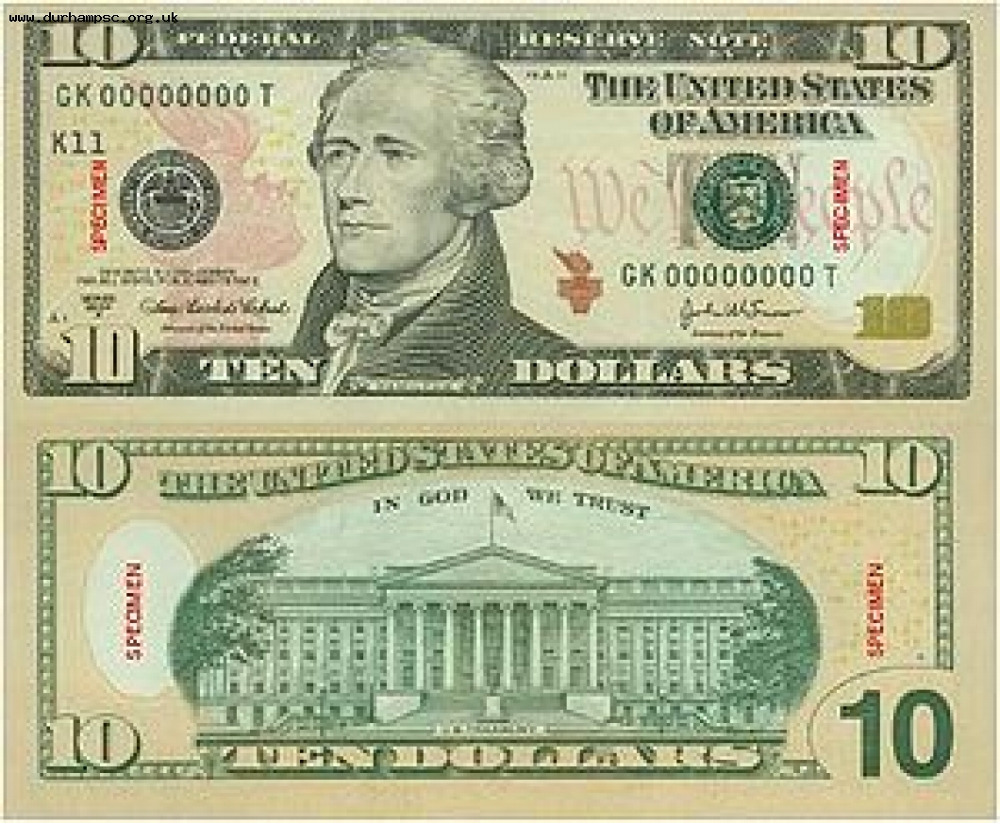 www.durhampsc.org.uk
10 FEDERAL RESERVE NOTE 10
GK 00000000 T
"A"
THE UNITED STATES
OF AMERICA
K11
SPECIMEN
We The People
SPECIMEN
GK 00000000 T
10
10
TEN DOLLARS
10 THE UNITED STATES OF AMERICA 10
IN GOD WE TRUST
SPECIMEN
SPECIMEN
10
TEN DOLLARS
10